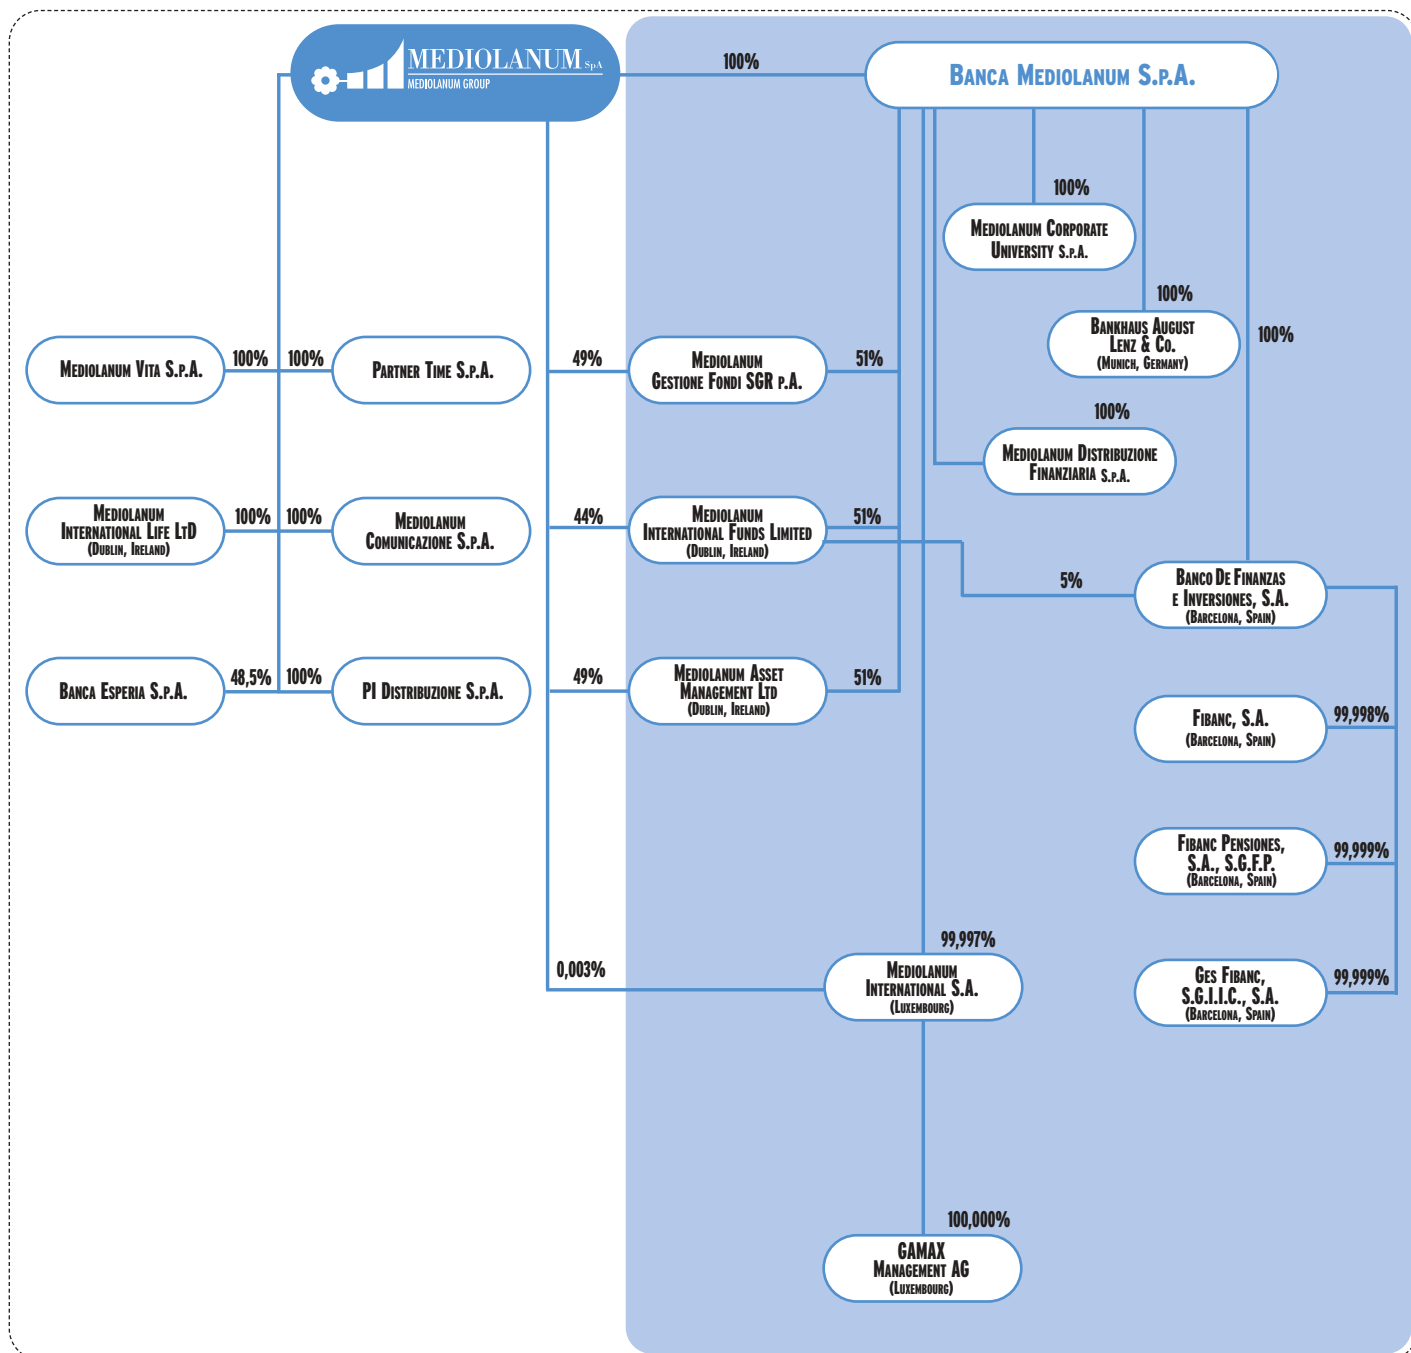 MEDIOLANUM SpA
MEDIOLANUM GROUP
100%
BANCA MEDIOLANUM S.P.A.
100%
MEDIOLANUM CORPORATE
UNIVERSITY S.P.A.
100%
BANKHAUS AUGUST
LENZ & CO.
(MUNICH, GERMANY)
100%
MEDIOLANUM VITA S.P.A.
100%
100%
PARTNER TIME S.P.A.
49%
MEDIOLANUM
GESTIONE FONDI SGR P.A.
51%
100%
MEDIOLANUM DISTRIBUZIONE
FINANZIARIA S.P.A.
MEDIOLANUM
INTERNATIONAL LIFE LTD
(DUBLIN, IRELAND)
100%
100%
MEDIOLANUM
COMUNICAZIONE S.P.A.
44%
MEDIOLANUM
INTERNATIONAL FUNDS LIMITED
(DUBLIN, IRELAND)
51%
5%
BANCO DE FINANZAS
E INVERSIONES, S.A.
(BARCELONA, SPAIN)
BANCA ESPERIA S.P.A.
48,5%
100%
PI DISTRIBUZIONE S.P.A.
49%
MEDIOLANUM ASSET
MANAGEMENT LTD
(DUBLIN, IRELAND)
51%
FIBANC, S.A.
(BARCELONA, SPAIN)
99,998%
FIBANC PENSIONES,
S.A., S.G.F.P.
(BARCELONA, SPAIN)
99,999%
0,003%
99,997%
MEDIOLANUM
INTERNATIONAL S.A.
(LUXEMBOURG)
GES FIBANC,
S.G.I.I.C., S.A.
(BARCELONA, SPAIN)
99,999%
100,000%
GAMAX
MANAGEMENT AG
(LUXEMBOURG)